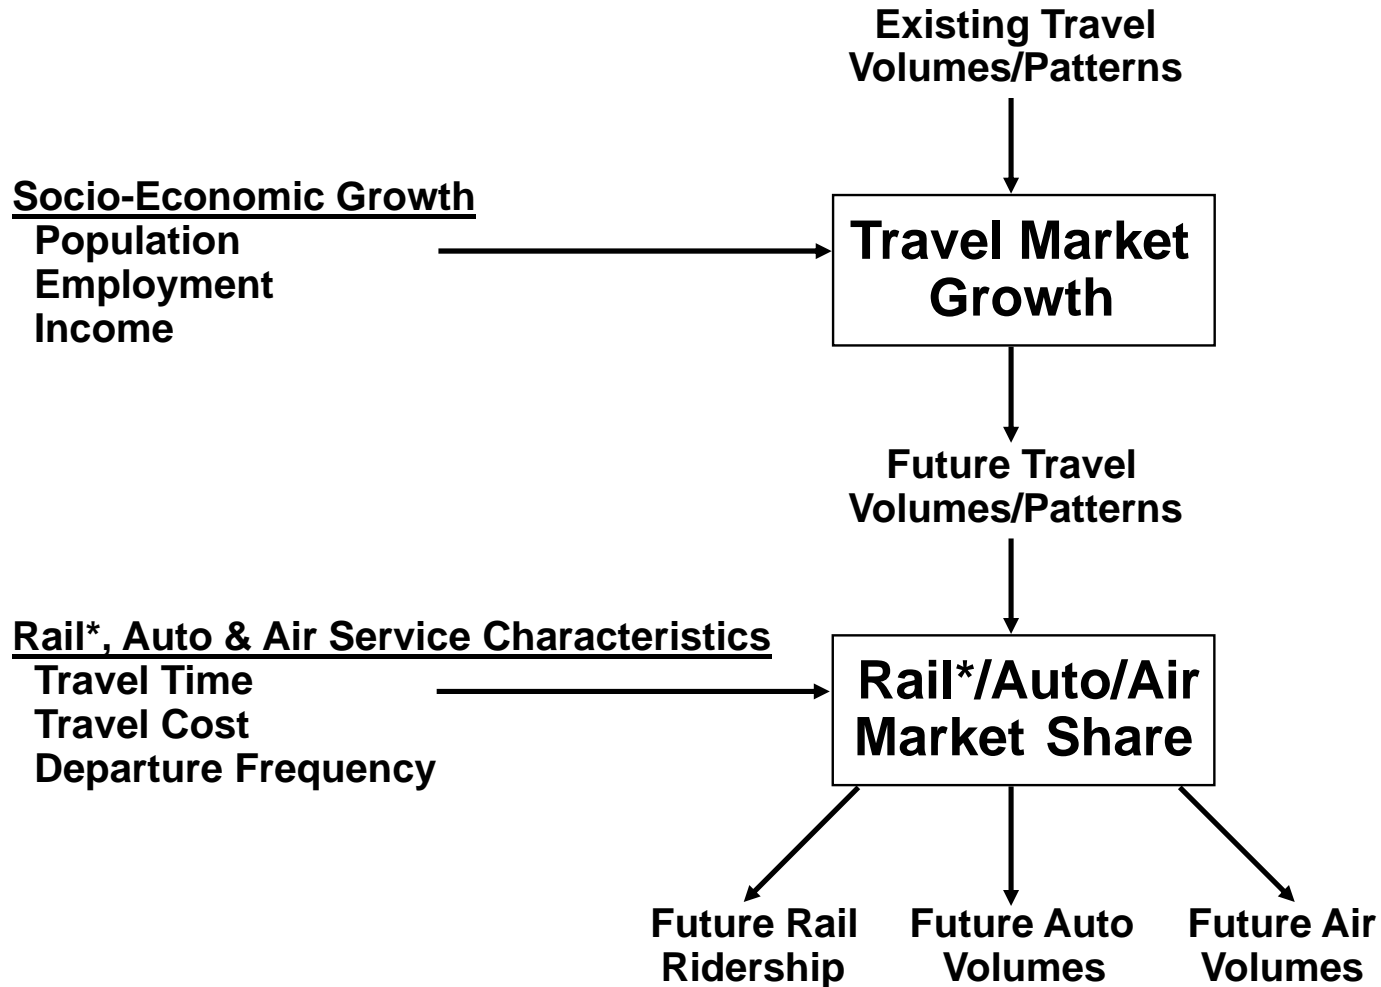 Existing Travel
Volumes/Patterns
Socio-Economic Growth
Population
Employment
Income
Travel Market
Growth
Future Travel
Volumes/Patterns
Rail*, Auto & Air Service Characteristics
Travel Time
Travel Cost
Departure Frequency
Rail*/Auto/Air
Market Share
Future Rail
Ridership
Future Auto
Volumes
Future Air
Volumes